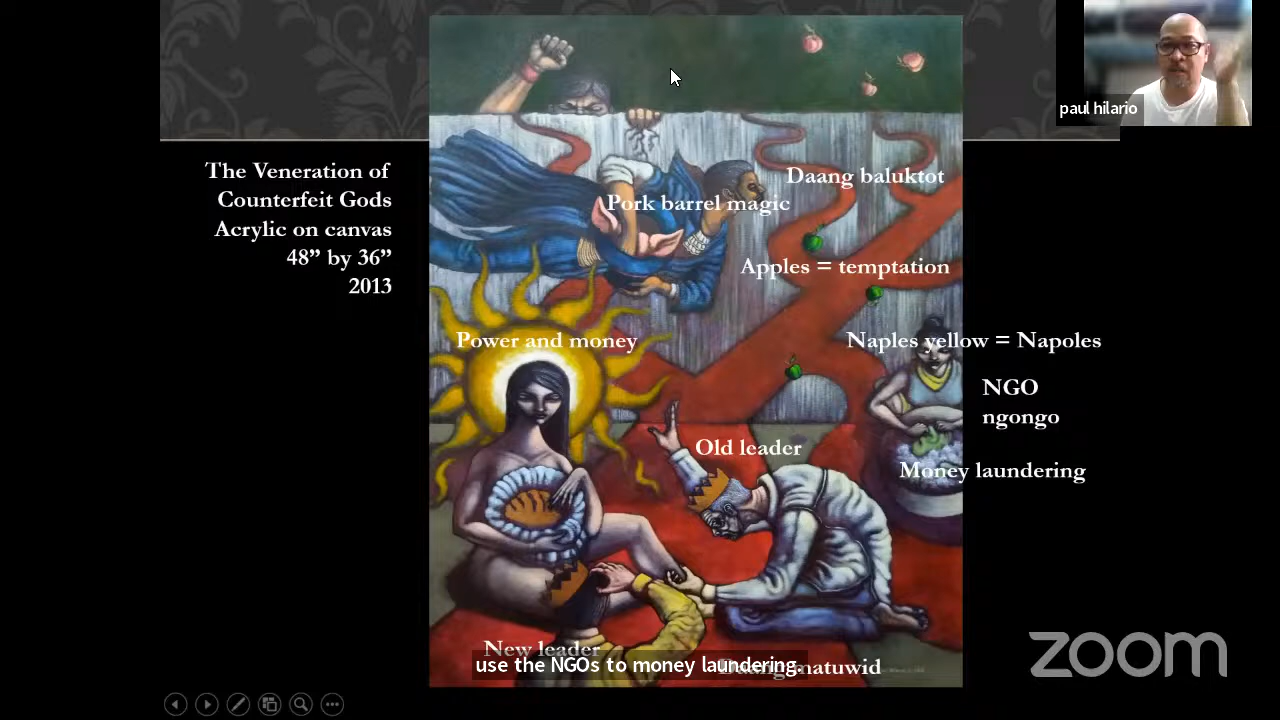 The Veneration of
Counterfeit Gods
Acrylic on canvas
48” by 36”
2013
paul hilario
Daang baluktot
Pork barrel magic
Apples = temptation
Power and money
Naples yellow = Napoles
NGO
ngongo
Old leader
Money laundering
New leader
use the NGOs to money laundering.
matuwid
zoom